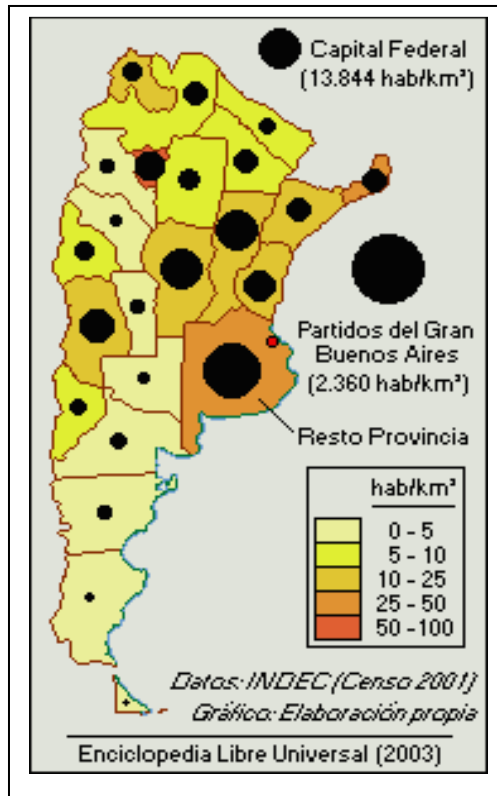 Capital Federal
(13.844 hab/km²)
Partidos del Gran
Buenos Aires
(2.360 hab/km²)
Resto Provincia
hab/km²
0 - 5
5 - 10
10 - 25
25 - 50
50 - 100
Datos: INDEC (Censo 2001)
Gráfico: Elaboración propia
Enciclopedia Libre Universal (2003)